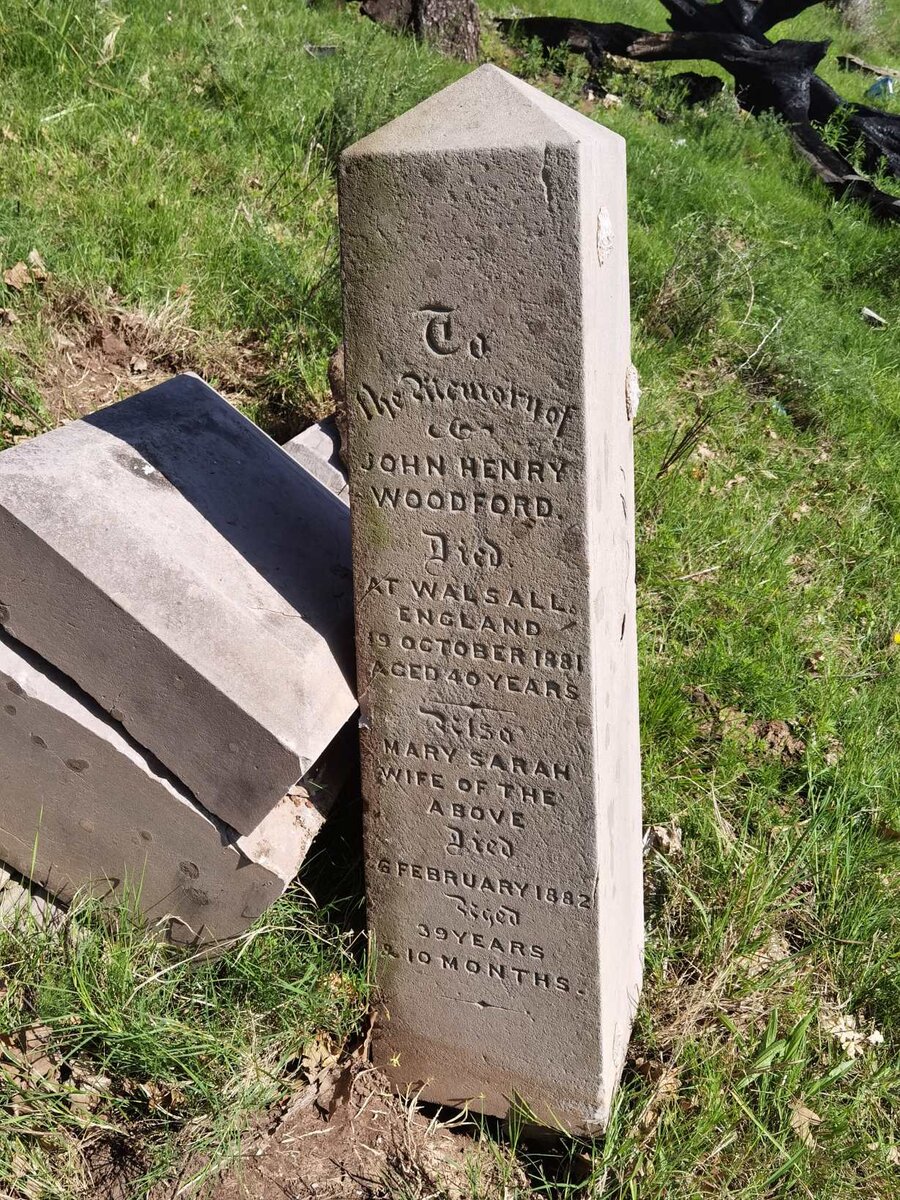 To
the Memory of
JOHN HENRY
WOODFORD.
Died.
AT WALSALL.
ENGLAND
19 OCTOBER 1881
AGED 40 YEARS
Also
MARY SARAH
WIFE OF THE
ABOVE
Died
6 FEBRUARY 1882
Aged
39 YEARS
& 10 MONTHS.